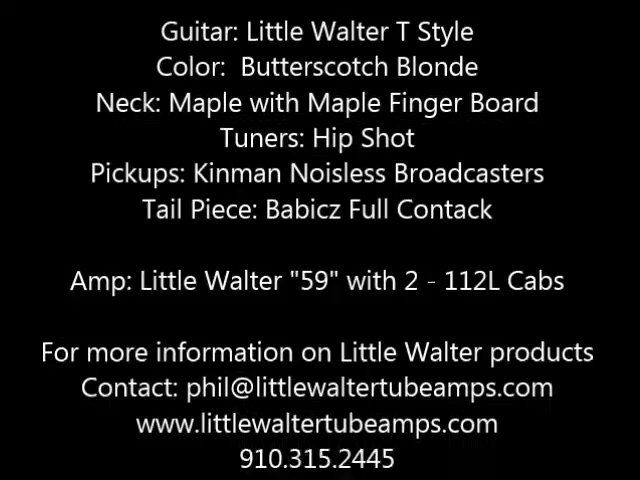 Guitar: Little Walter T Style
Color:  Butterscotch Blonde
Neck: Maple with Maple Finger Board
Tuners: Hip Shot
Pickups: Kinman Noisless Broadcasters
Tail Piece: Babicz Full Contack
Amp: Little Walter "59" with 2 - 112L Cabs
For more information on Little Walter products
Contact: phil@littlewaltertubeamps.com
www.littlewaltertubeamps.com
910.315.2445